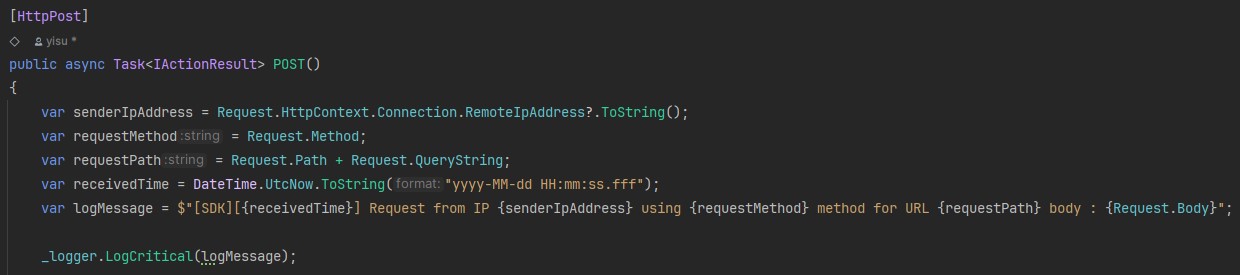 [HttpPost]
yisu *
public async Task<IActionResult> POST()
{
var senderIpAddress = Request.HttpContext.Connection.RemoteIpAddress?.ToString();
var requestMethod :string = Request.Method;
var requestPath :string = Request.Path + Request.QueryString;
var receivedTime = DateTime.UtcNow.ToString( format: "yyyy-MM-dd HH:mm:ss.fff");
var logMessage = $"[SDK][{receivedTime}] Request from IP {senderIpAddress} using {requestMethod} method for URL {requestPath} body : {Request.Body}";
_logger.LogCritical(logMessage);